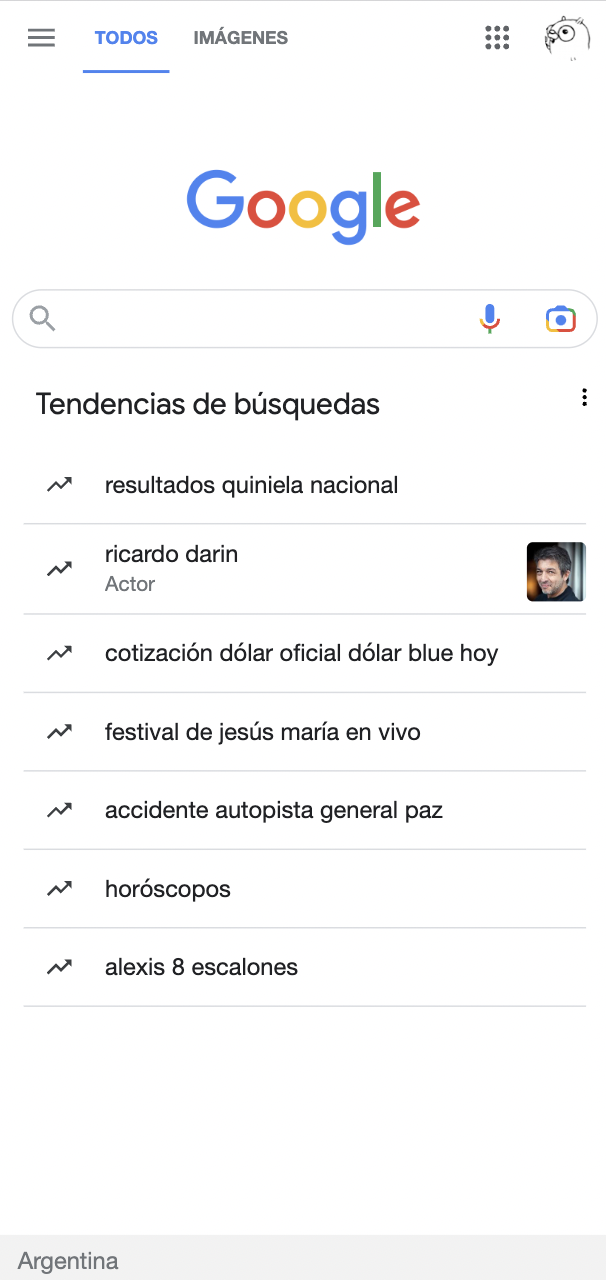 TODOS IMÁGENES
Google
Tendencias de búsquedas
resultados quiniela nacional
ricardo darin
Actor
cotización dólar oficial dólar blue hoy
festival de jesús maría en vivo
accidente autopista general paz
horóscopos
alexis 8 escalones
Argentina